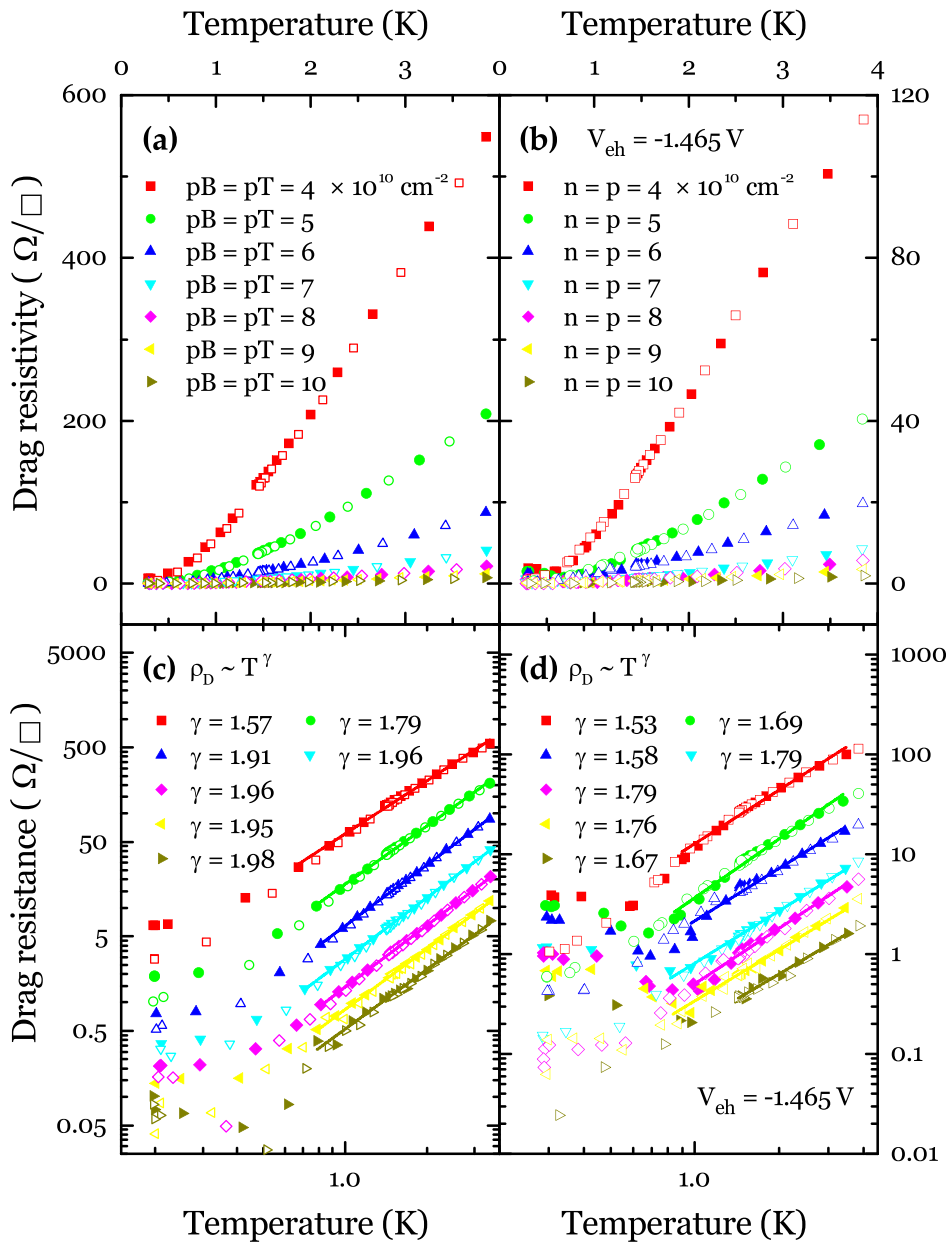 Temperature (K)
Temperature (K)
0 1 2 3
0 1 2 3 4
Drag resistivity ( Ω/□ )
600
400
200
0
(a)
pB = pT = 4 × 10¹⁰ cm⁻²
pB = pT = 5
pB = pT = 6
pB = pT = 7
pB = pT = 8
pB = pT = 9
pB = pT = 10
(b) V_eh = -1.465 V
n = p = 4 × 10¹⁰ cm⁻²
n = p = 5
n = p = 6
n = p = 7
n = p = 8
n = p = 9
n = p = 10
120
80
40
0
Drag resistance ( Ω/□ )
5000
500
50
5
0.5
0.05
(c) ρ_D ~ T^γ
γ = 1.57 γ = 1.79
γ = 1.91 γ = 1.96
γ = 1.96
γ = 1.95
γ = 1.98
(d) ρ_D ~ T^γ
γ = 1.53 γ = 1.69
γ = 1.58 γ = 1.79
γ = 1.79
γ = 1.76
γ = 1.67
V_eh = -1.465 V
1000
100
10
1
0.1
0.01
1.0
1.0
Temperature (K)
Temperature (K)